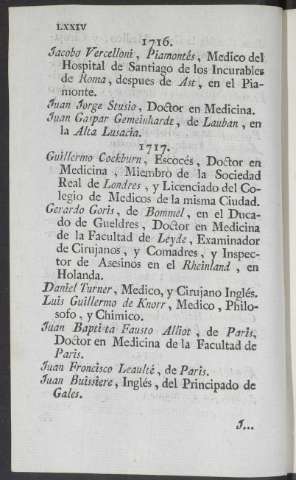 LXXIV
1716.
Jacobo Vercelloni, Piamontés, Medico del
Hospital de Santiago de los Incurables
de Roma, despues de Ast, en el Pia-
monte.
Juan Jorge Stusio, Doctor en Medicina.
Juan Gaspar Gemeinhardt, de Lauban, en
la Alta Lusacia.
1717.
Guillermo Cockburn, Escocés, Doctor en
Medicina, Miembro de la Sociedad
Real de Londres, y Licenciado del Co-
legio de Medicos de la misma Ciudad.
Gerardo Goris, de Bommel, en el Duca-
do de Gueldres, Doctor en Medicina
de la Facultad de Leyde, Examinador
de Cirujanos, y Comadres, y Inspec-
tor de Asesinos en el Rheinland, en
Holanda.
Daniel Turner, Medico, y Cirujano Inglés.
Luis Guillermo de Knorr, Medico, Philo-
sofo, y Chimico.
Juan Bapti-ta Fausto Alliot, de Paris,
Doctor en Medicina de la Facultad de
Paris.
Juan Froncisco Leaulté, de Paris.
Juan Buissiere, Inglés, del Principado de
Gales.
J...